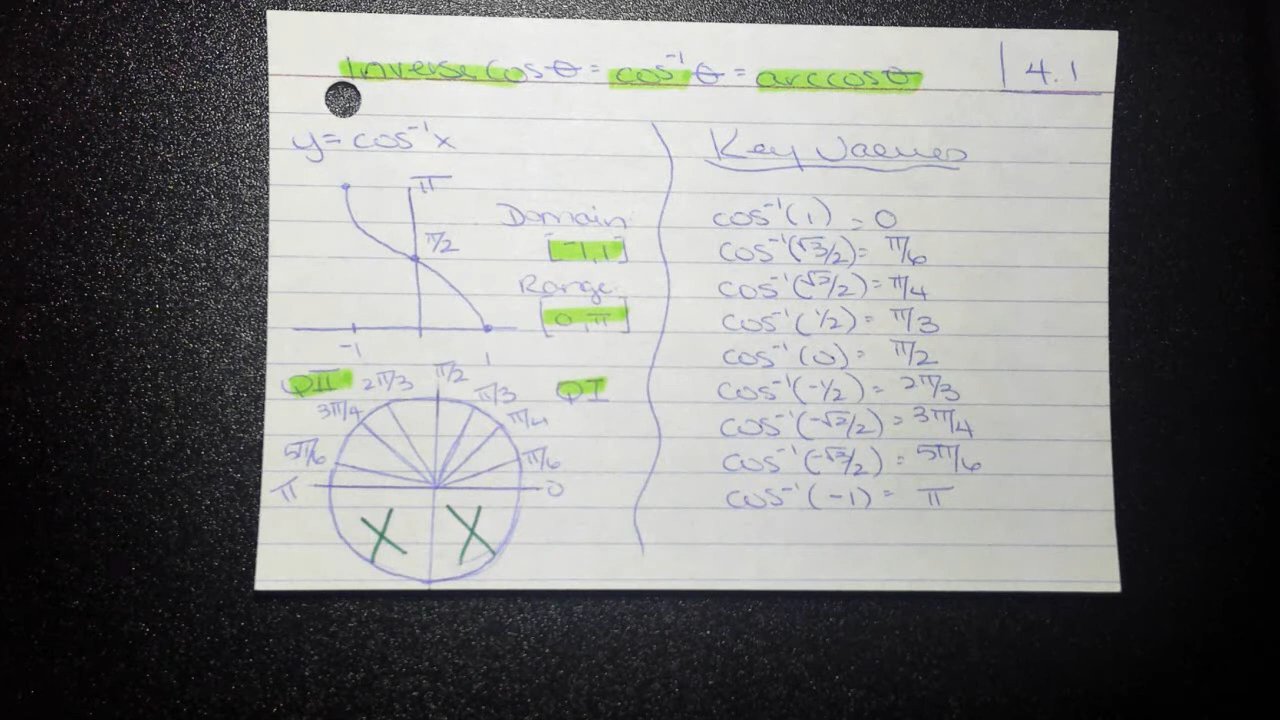 Inverse Cos θ = cos⁻¹ θ = arccos θ
4.1
y = cos⁻¹x
π
π/2
-1
1
Domain
[-1,1]
Range
[0,π]
QII
2π/3
π/2
π/3
QI
3π/4
π/4
5π/6
π/6
π
0
X X
Key Values
cos⁻¹(1) = 0
cos⁻¹(√3/2) = π/6
cos⁻¹(√2/2) = π/4
cos⁻¹(1/2) = π/3
cos⁻¹(0) = π/2
cos⁻¹(-1/2) = 2π/3
cos⁻¹(-√2/2) = 3π/4
cos⁻¹(-√3/2) = 5π/6
cos⁻¹(-1) = π